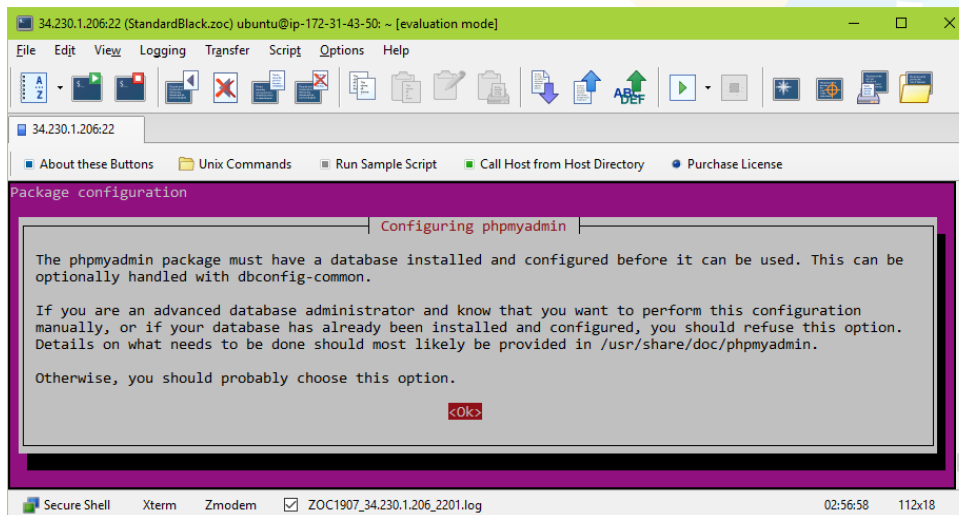 34.230.1.206:22 (StandardBlack.zoc) ubuntu@ip-172-31-43-50: ~ [evaluation mode]
File Edit View Logging Transfer Script Options Help
34.230.1.206:22
About these Buttons Unix Commands Run Sample Script Call Host from Host Directory Purchase License
Package configuration
Configuring phpmyadmin
The phpmyadmin package must have a database installed and configured before it can be used. This can be
optionally handled with dbconfig-common.
If you are an advanced database administrator and know that you want to perform this configuration
manually, or if your database has already been installed and configured, you should refuse this option.
Details on what needs to be done should most likely be provided in /usr/share/doc/phpmyadmin.
Otherwise, you should probably choose this option.
<Ok>
Secure Shell Xterm Zmodem ZOC1907_34.230.1.206_2201.log 02:56:58 112x18